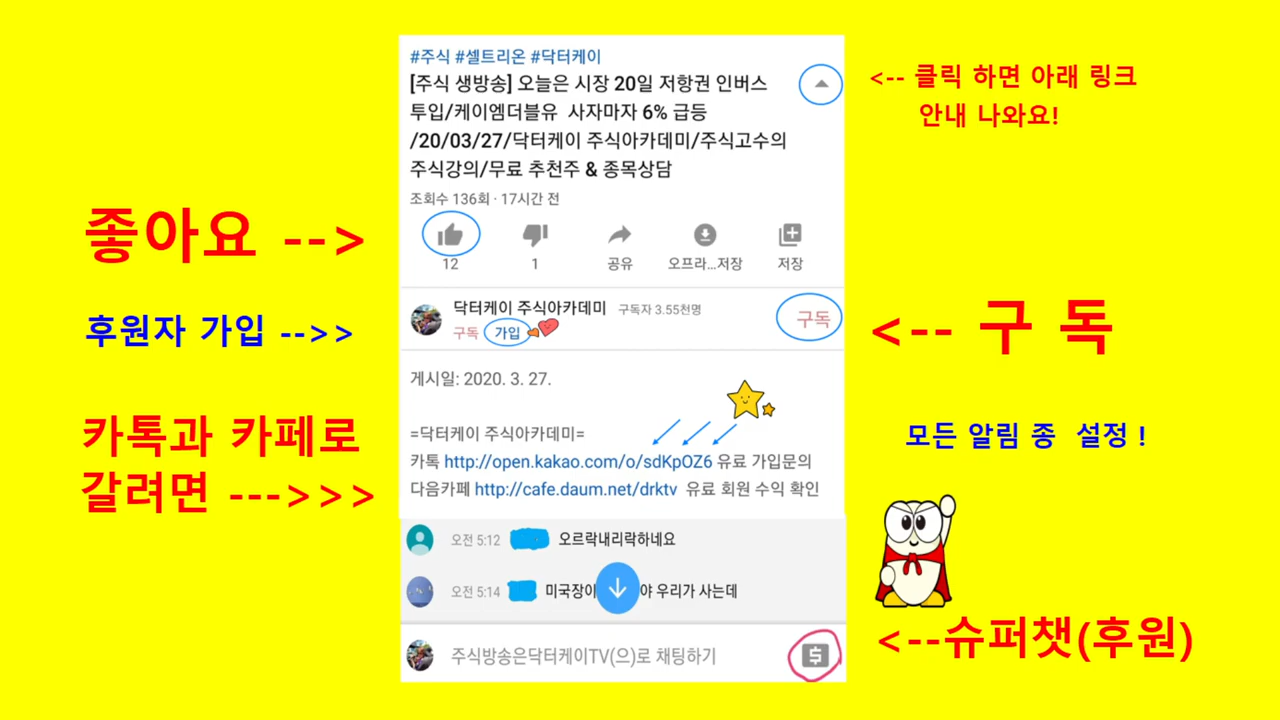 #주식 #셀트리온 #닥터케이
[주식 생방송] 오늘은 시장 20일 저항권 인버스
투입/케이엠더블유 사자마자 6% 급등
/20/03/27/닥터케이 주식아카데미/주식고수의
주식강의/무료 추천주 & 종목상담
조회수 136회 · 17시간 전
12
1
공유
오프라...저장
저장
닥터케이 주식아카데미 구독자 3.55천명
구독 가입
구독
게시일: 2020. 3. 27.
=닥터케이 주식아카데미=
카톡 http://open.kakao.com/o/sdKpOZ6 유료 가입문의
다음카페 http://cafe.daum.net/drktv 유료 회원 수익 확인
오전 5:12 오르락내리락하네요
오전 5:14 미국장이 야 우리가 사는데
주식방송은닥터케이TV(으)로 채팅하기
좋아요 -->
후원자 가입 -->>
카톡과 카페로
갈려면 --->>>
<-- 클릭 하면 아래 링크
안내 나와요!
<-- 구 독
모든 알림 종 설정 !
<--슈퍼챗(후원)